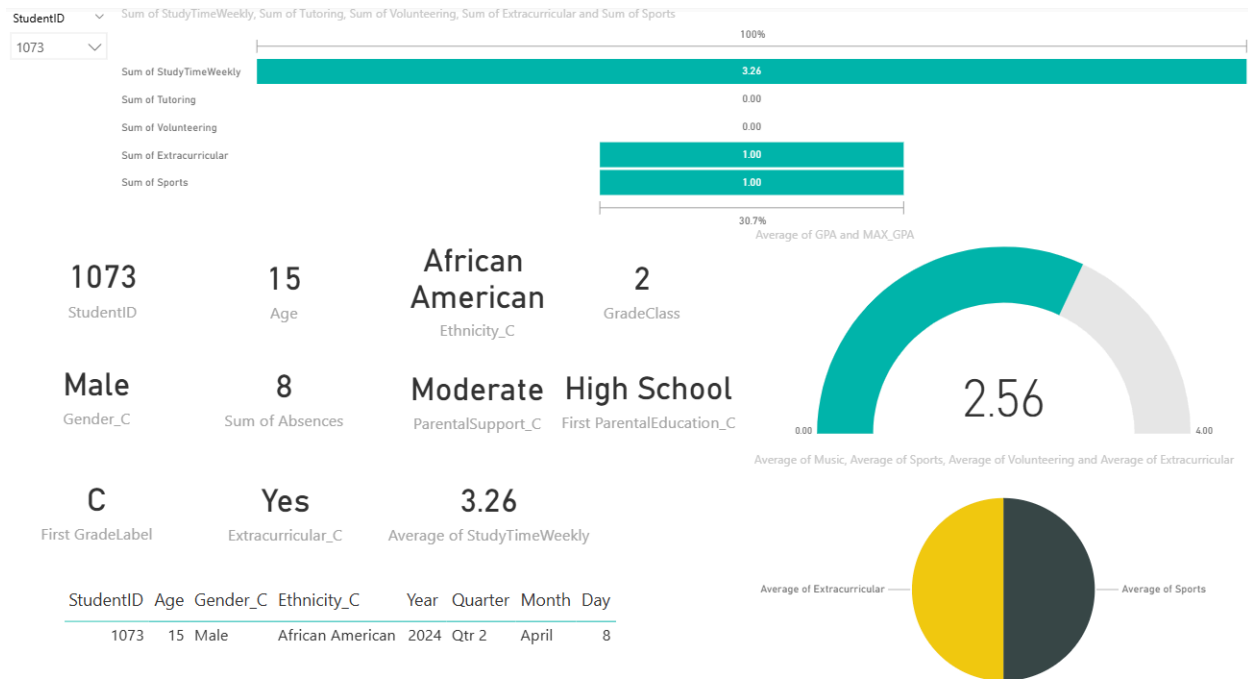 StudentID
1073
Sum of StudyTimeWeekly, Sum of Tutoring, Sum of Volunteering, Sum of Extracurricular and Sum of Sports
100%
Sum of StudyTimeWeekly 3.26
Sum of Tutoring 0.00
Sum of Volunteering 0.00
Sum of Extracurricular 1.00
Sum of Sports 1.00
30.7%
1073
StudentID
15
Age
African
American
Ethnicity_C
2
GradeClass
Male
Gender_C
8
Sum of Absences
Moderate
ParentalSupport_C
High School
First ParentalEducation_C
C
First GradeLabel
Yes
Extracurricular_C
3.26
Average of StudyTimeWeekly
Average of GPA and MAX_GPA
2.56
0.00 4.00
Average of Music, Average of Sports, Average of Volunteering and Average of Extracurricular
Average of Extracurricular Average of Sports
StudentID Age Gender_C Ethnicity_C Year Quarter Month Day
1073 15 Male African American 2024 Qtr 2 April 8